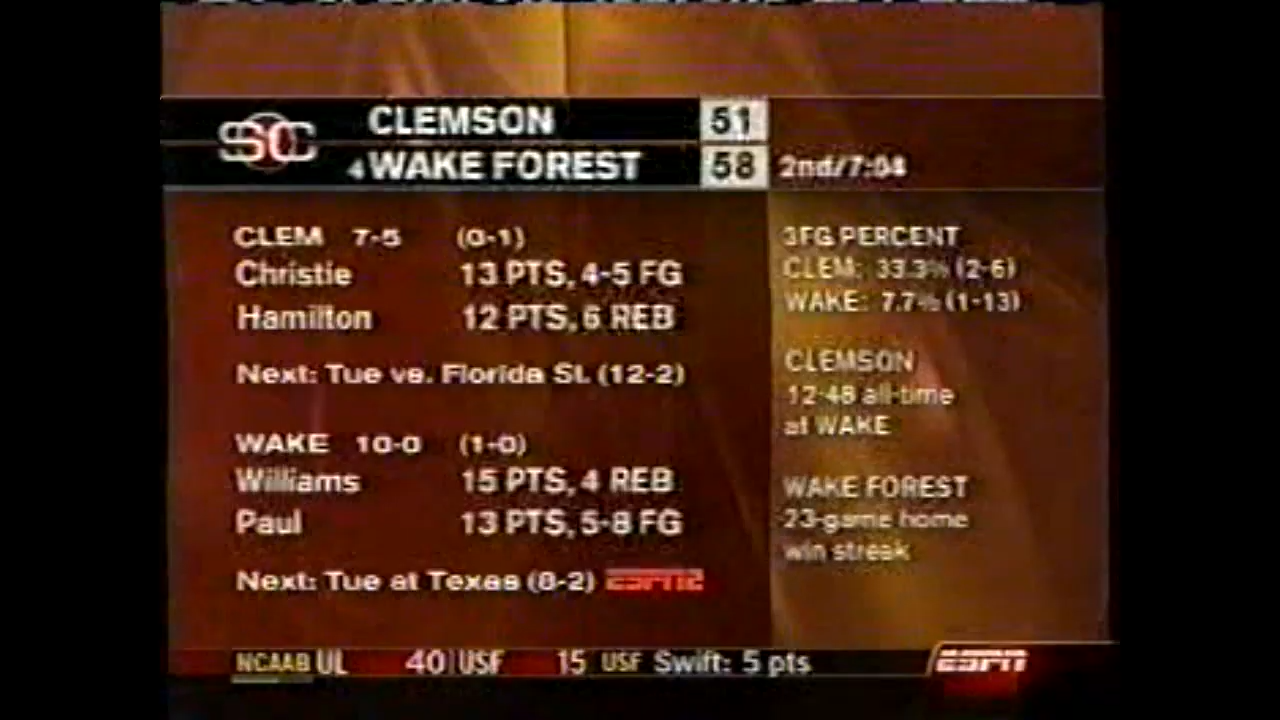 SC
CLEMSON 51
4 WAKE FOREST 58 2nd/7:04
CLEM 7-5 (0-1)
Christie 13 PTS, 4-5 FG
Hamilton 12 PTS, 6 REB
Next: Tue vs. Florida St. (12-2)
WAKE 10-0 (1-0)
Williams 15 PTS, 4 REB
Paul 13 PTS, 5-8 FG
Next: Tue at Texas (8-2) ESPN2
3FG PERCENT
CLEM: 33.3% (2-6)
WAKE: 7.7% (1-13)
CLEMSON
12-48 all-time
at WAKE
WAKE FOREST
23-game home
win streak
NCAAB UL 40 USF 15 USF Swift: 5 pts ESPN